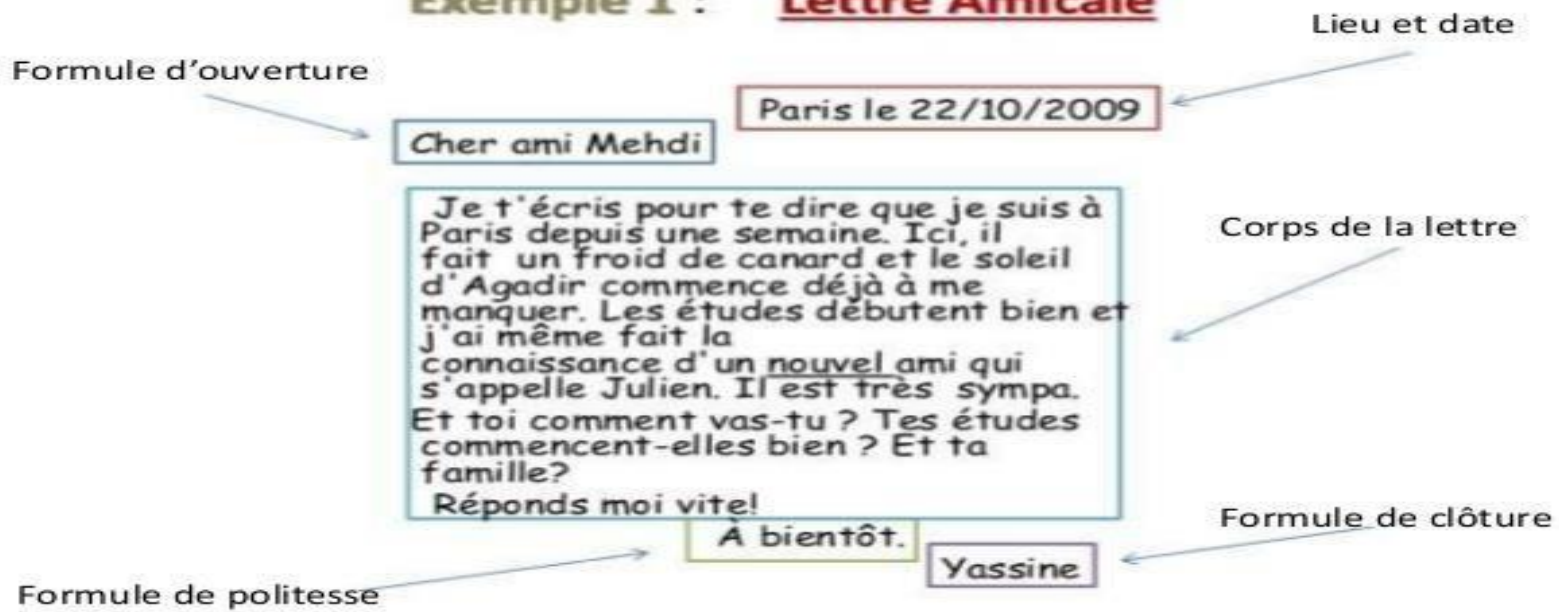 Exemple 1 : Lettre Amicale
Lieu et date
Formule d'ouverture
Paris le 22/10/2009
Cher ami Mehdi
Je t'écris pour te dire que je suis à
Paris depuis une semaine. Ici, il
fait un froid de canard et le soleil
d'Agadir commence déjà à me
manquer. Les études débutent bien et
j'ai même fait la
connaissance d'un nouvel ami qui
s'appelle Julien. Il est très sympa.
Et toi comment vas-tu ? Tes études
commencent-elles bien ? Et ta
famille?
Réponds moi vite!
Corps de la lettre
À bientôt.
Formule de clôture
Yassine
Formule de politesse